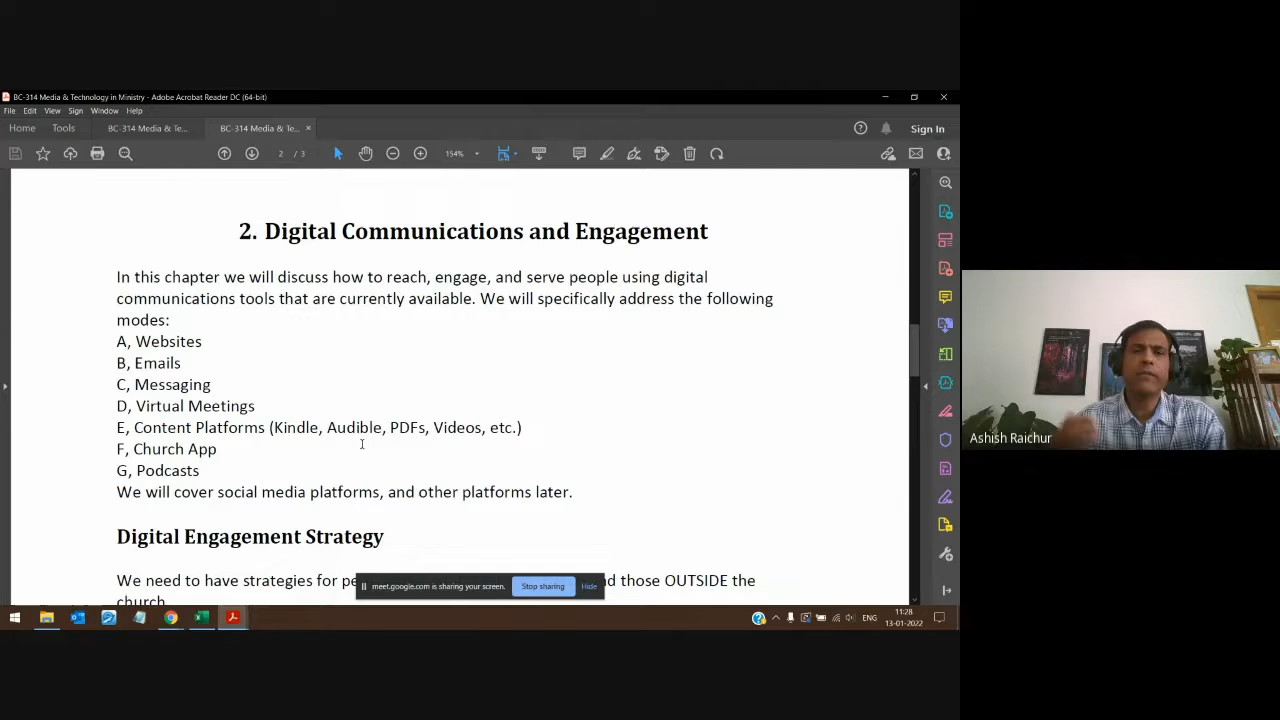 BC-314 Media & Technology in Ministry - Adobe Acrobat Reader DC (64-bit)
File Edit View Sign Window Help
Home Tools BC-314 Media & Te... BC-314 Media & Te... ×
Sign In
2 / 3 154%
2. Digital Communications and Engagement
In this chapter we will discuss how to reach, engage, and serve people using digital
communications tools that are currently available. We will specifically address the following
modes:
A, Websites
B, Emails
C, Messaging
D, Virtual Meetings
E, Content Platforms (Kindle, Audible, PDFs, Videos, etc.)
F, Church App
G, Podcasts
We will cover social media platforms, and other platforms later.
Digital Engagement Strategy
We need to have strategies for pe
nd those OUTSIDE the
church
meet.google.com is sharing your screen. Stop sharing Hide
ENG
11:28
13-01-2022
Ashish Raichur